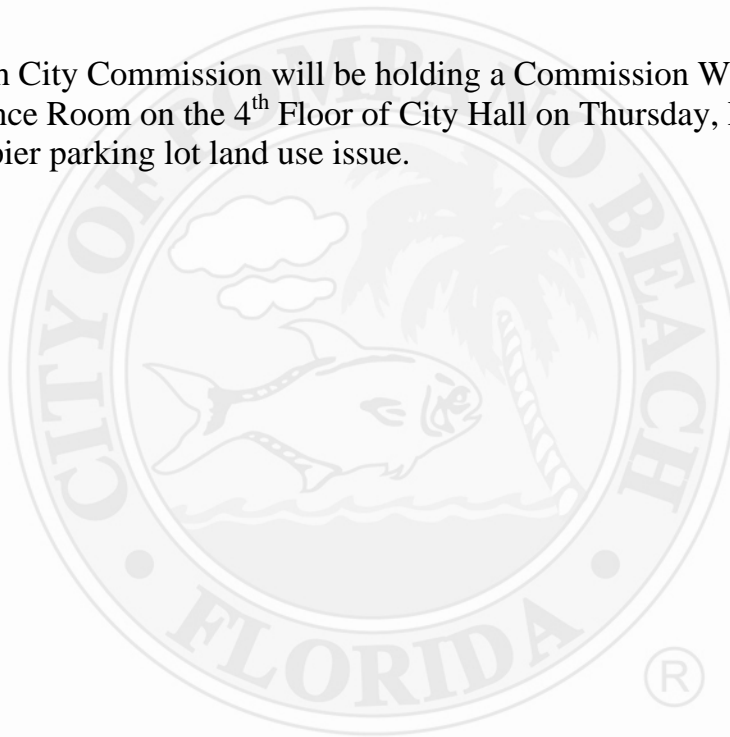 City Commission will be holding a Commission
Room on the 4th Floor of City Hall on Thursday,
pier parking lot land use issue.
CITY OF POMPANO BEACH
• FLORIDA •
®